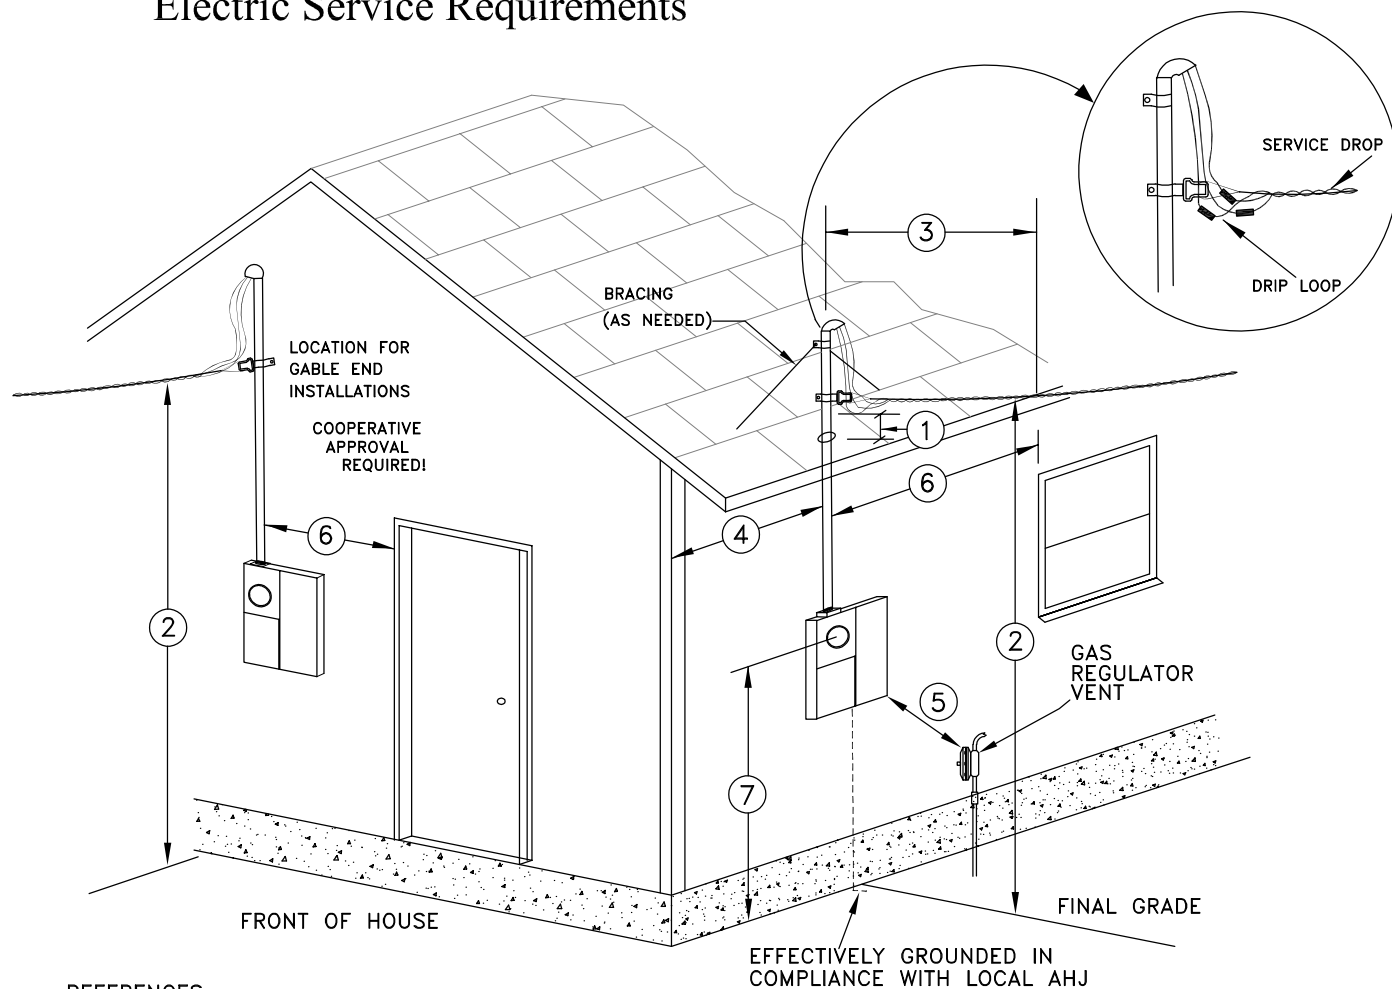 Electric Service Requirements
SERVICE DROP
DRIP LOOP
3
BRACING
(AS NEEDED)
LOCATION FOR
GABLE END
INSTALLATIONS
COOPERATIVE
APPROVAL
REQUIRED!
1
6
4
6
2
2
GAS
REGULATOR
VENT
5
7
FRONT OF HOUSE
FINAL GRADE
EFFECTIVELY GROUNDED IN
COMPLIANCE WITH LOCAL AHJ
REFERENCES